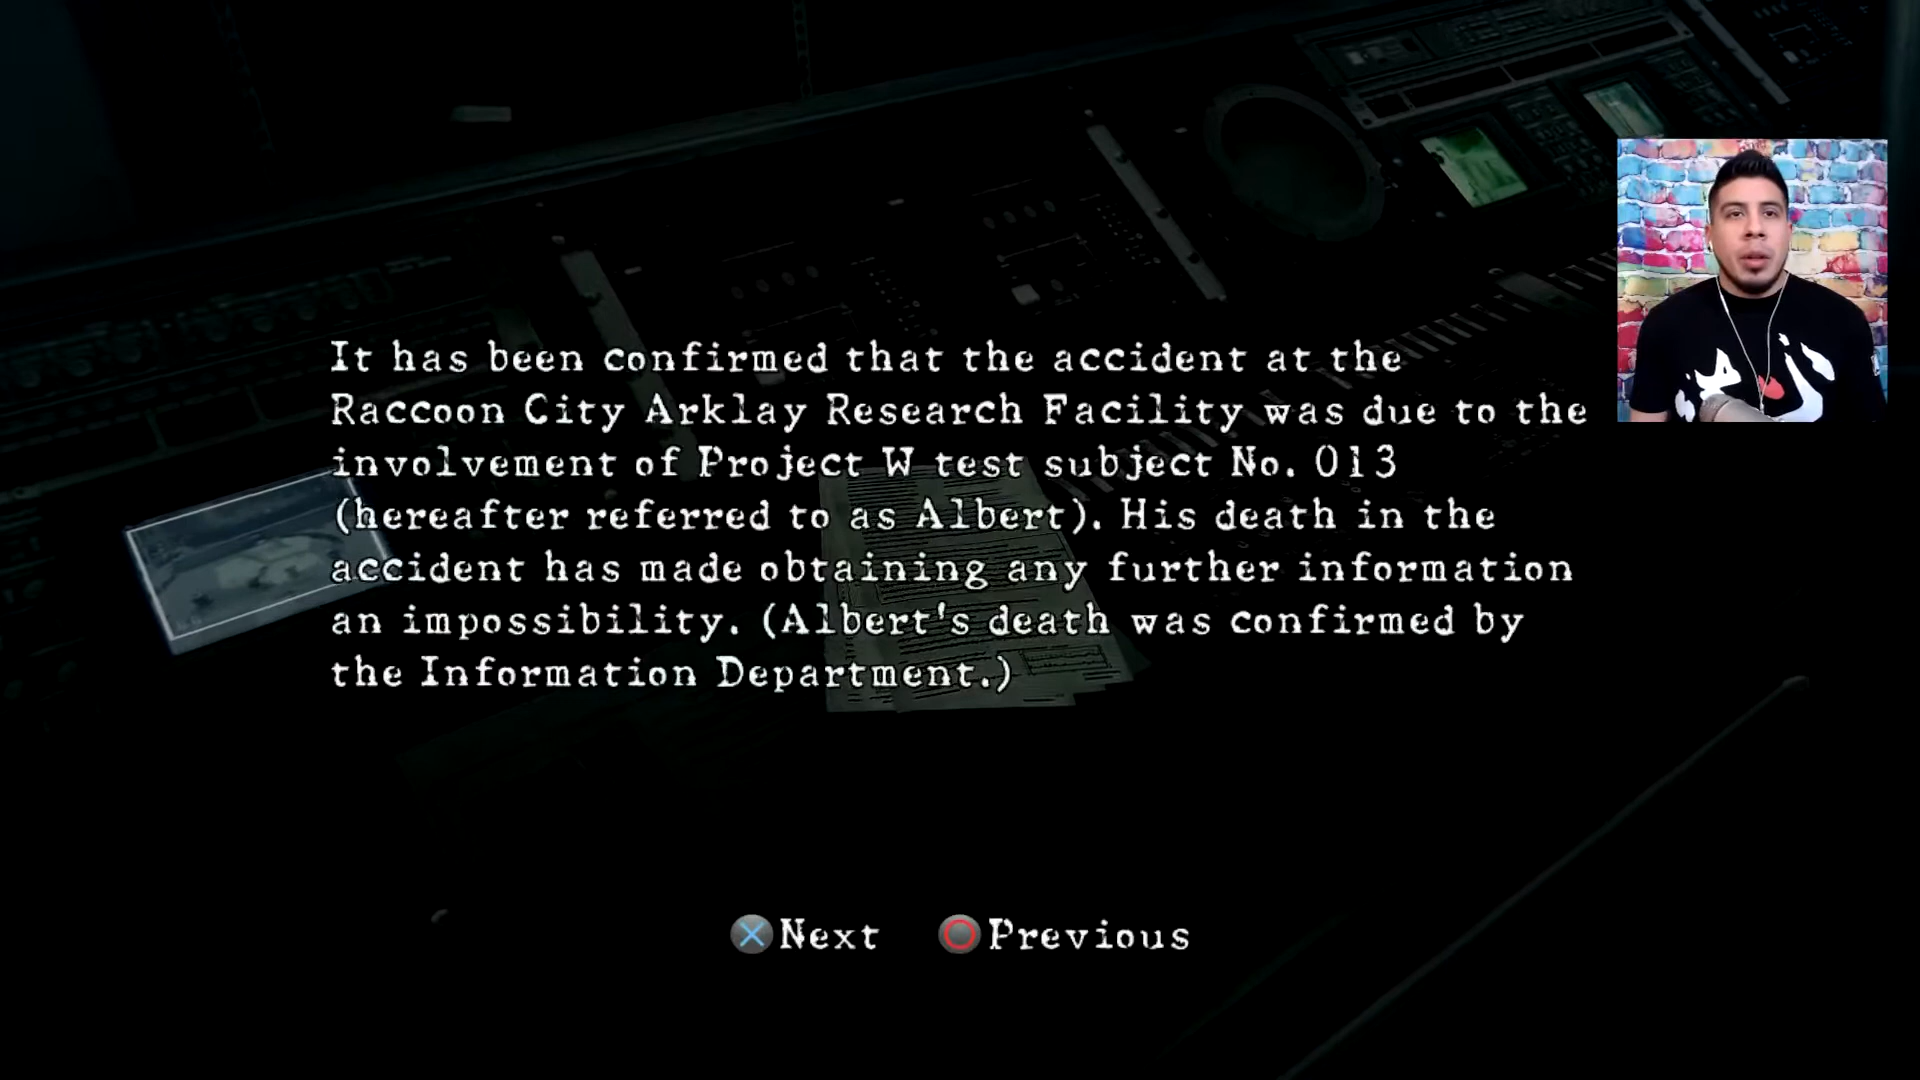 It has been confirmed that the accident at the
Raccoon City Arklay Research Facility was due to the
involvement of Project W test subject No. 013
(hereafter referred to as Albert). His death in the
accident has made obtaining any further information
an impossibility. (Albert's death was confirmed by
the Information Department.)
Next Previous